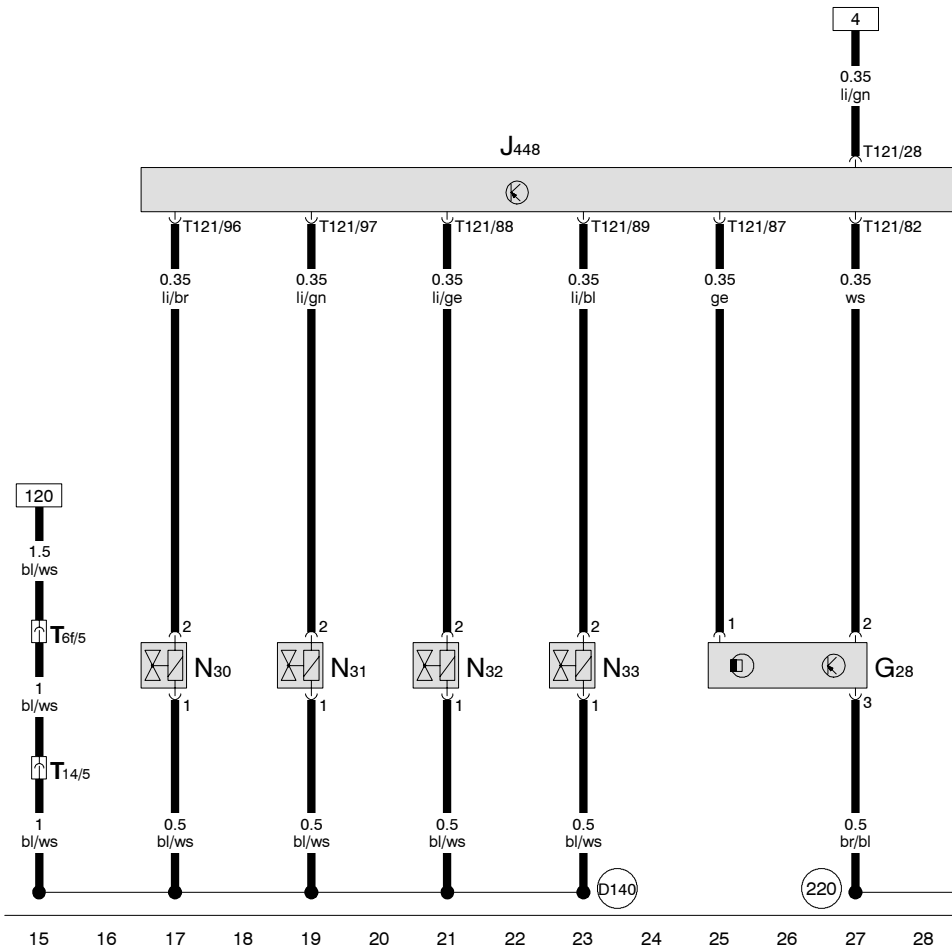 4
0.35
li/gn
J448
T121/28
T121/96 T121/97 T121/88 T121/89 T121/87 T121/82
0.35 0.35 0.35 0.35 0.35 0.35
li/br li/gn li/ge li/bl ge ws
120
1.5
bl/ws
2 2 2 2 1 2
T6f/5
N30 N31 N32 N33 G28
1
bl/ws
1 1 1 1 3
T14/5
1 0.5 0.5 0.5 0.5 0.5
bl/ws bl/ws bl/ws bl/ws bl/ws br/bl
D140 220
15 16 17 18 19 20 21 22 23 24 25 26 27 28